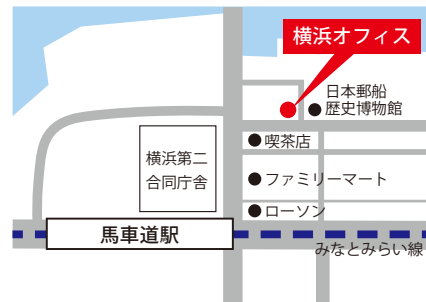 横浜オフィス
日本郵船
歴史博物館
喫茶店
横浜第二
合同庁舎
ファミリーマート
ローソン
馬車道駅
みなとみらい線